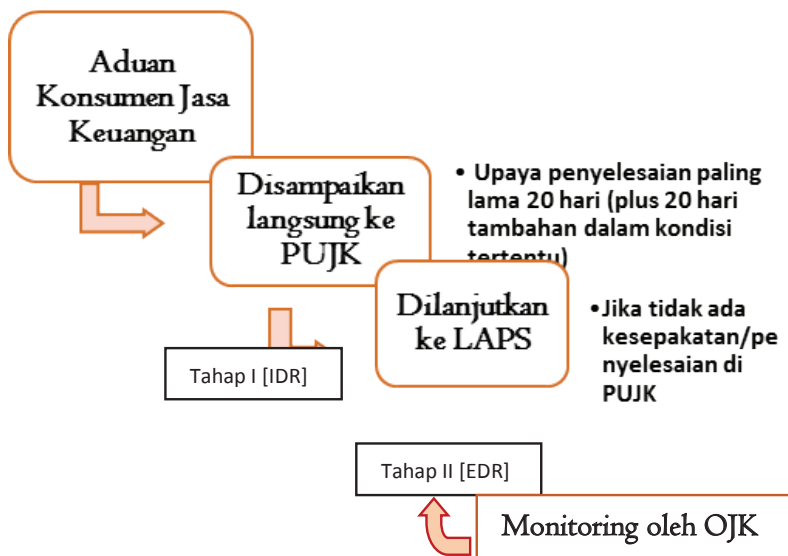 Aduan
Konsumen Jasa
Keuangan
Disampaikan
langsung ke
PUJK
• Upaya penyelesaian paling
lama 20 hari (plus 20 hari
tambahan dalam kondisi
tertentu)
Dilanjutkan
ke LAPS
•Jika tidak ada
kesepakatan/pe
nyelesaian di
PUJK
Tahap I [IDR]
Tahap II [EDR]
Monitoring oleh OJK